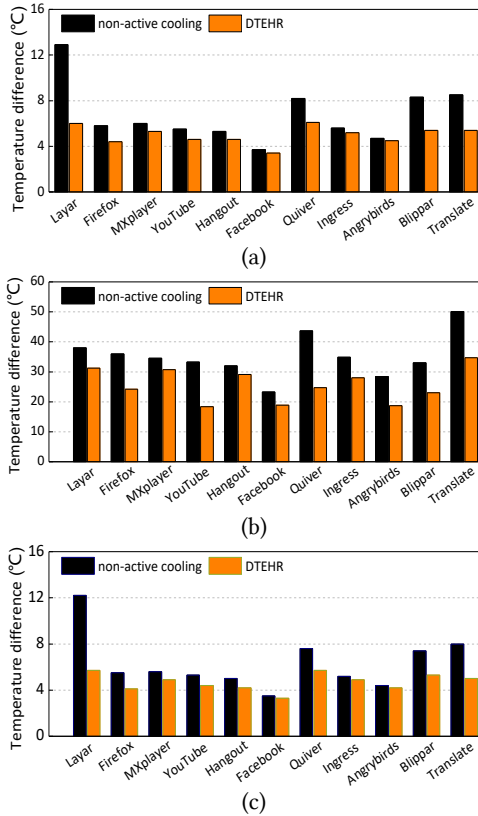 16
non-active cooling DTEHR
12
8
4
0
Temperature difference (℃)
Layar Firefox MXplayer YouTube Hangout Facebook Quiver Ingress Angrybirds Blippar Translate
(a)
60
non-active cooling DTEHR
50
40
30
20
10
0
Temperature difference (℃)
Layar Firefox MXplayer YouTube Hangout Facebook Quiver Ingress Angrybirds Blippar Translate
(b)
16
non-active cooling DTEHR
12
8
4
0
Temperature difference (℃)
Layar Firefox MXplayer YouTube Hangout Facebook Quiver Ingress Angrybirds Blippar Translate
(c)